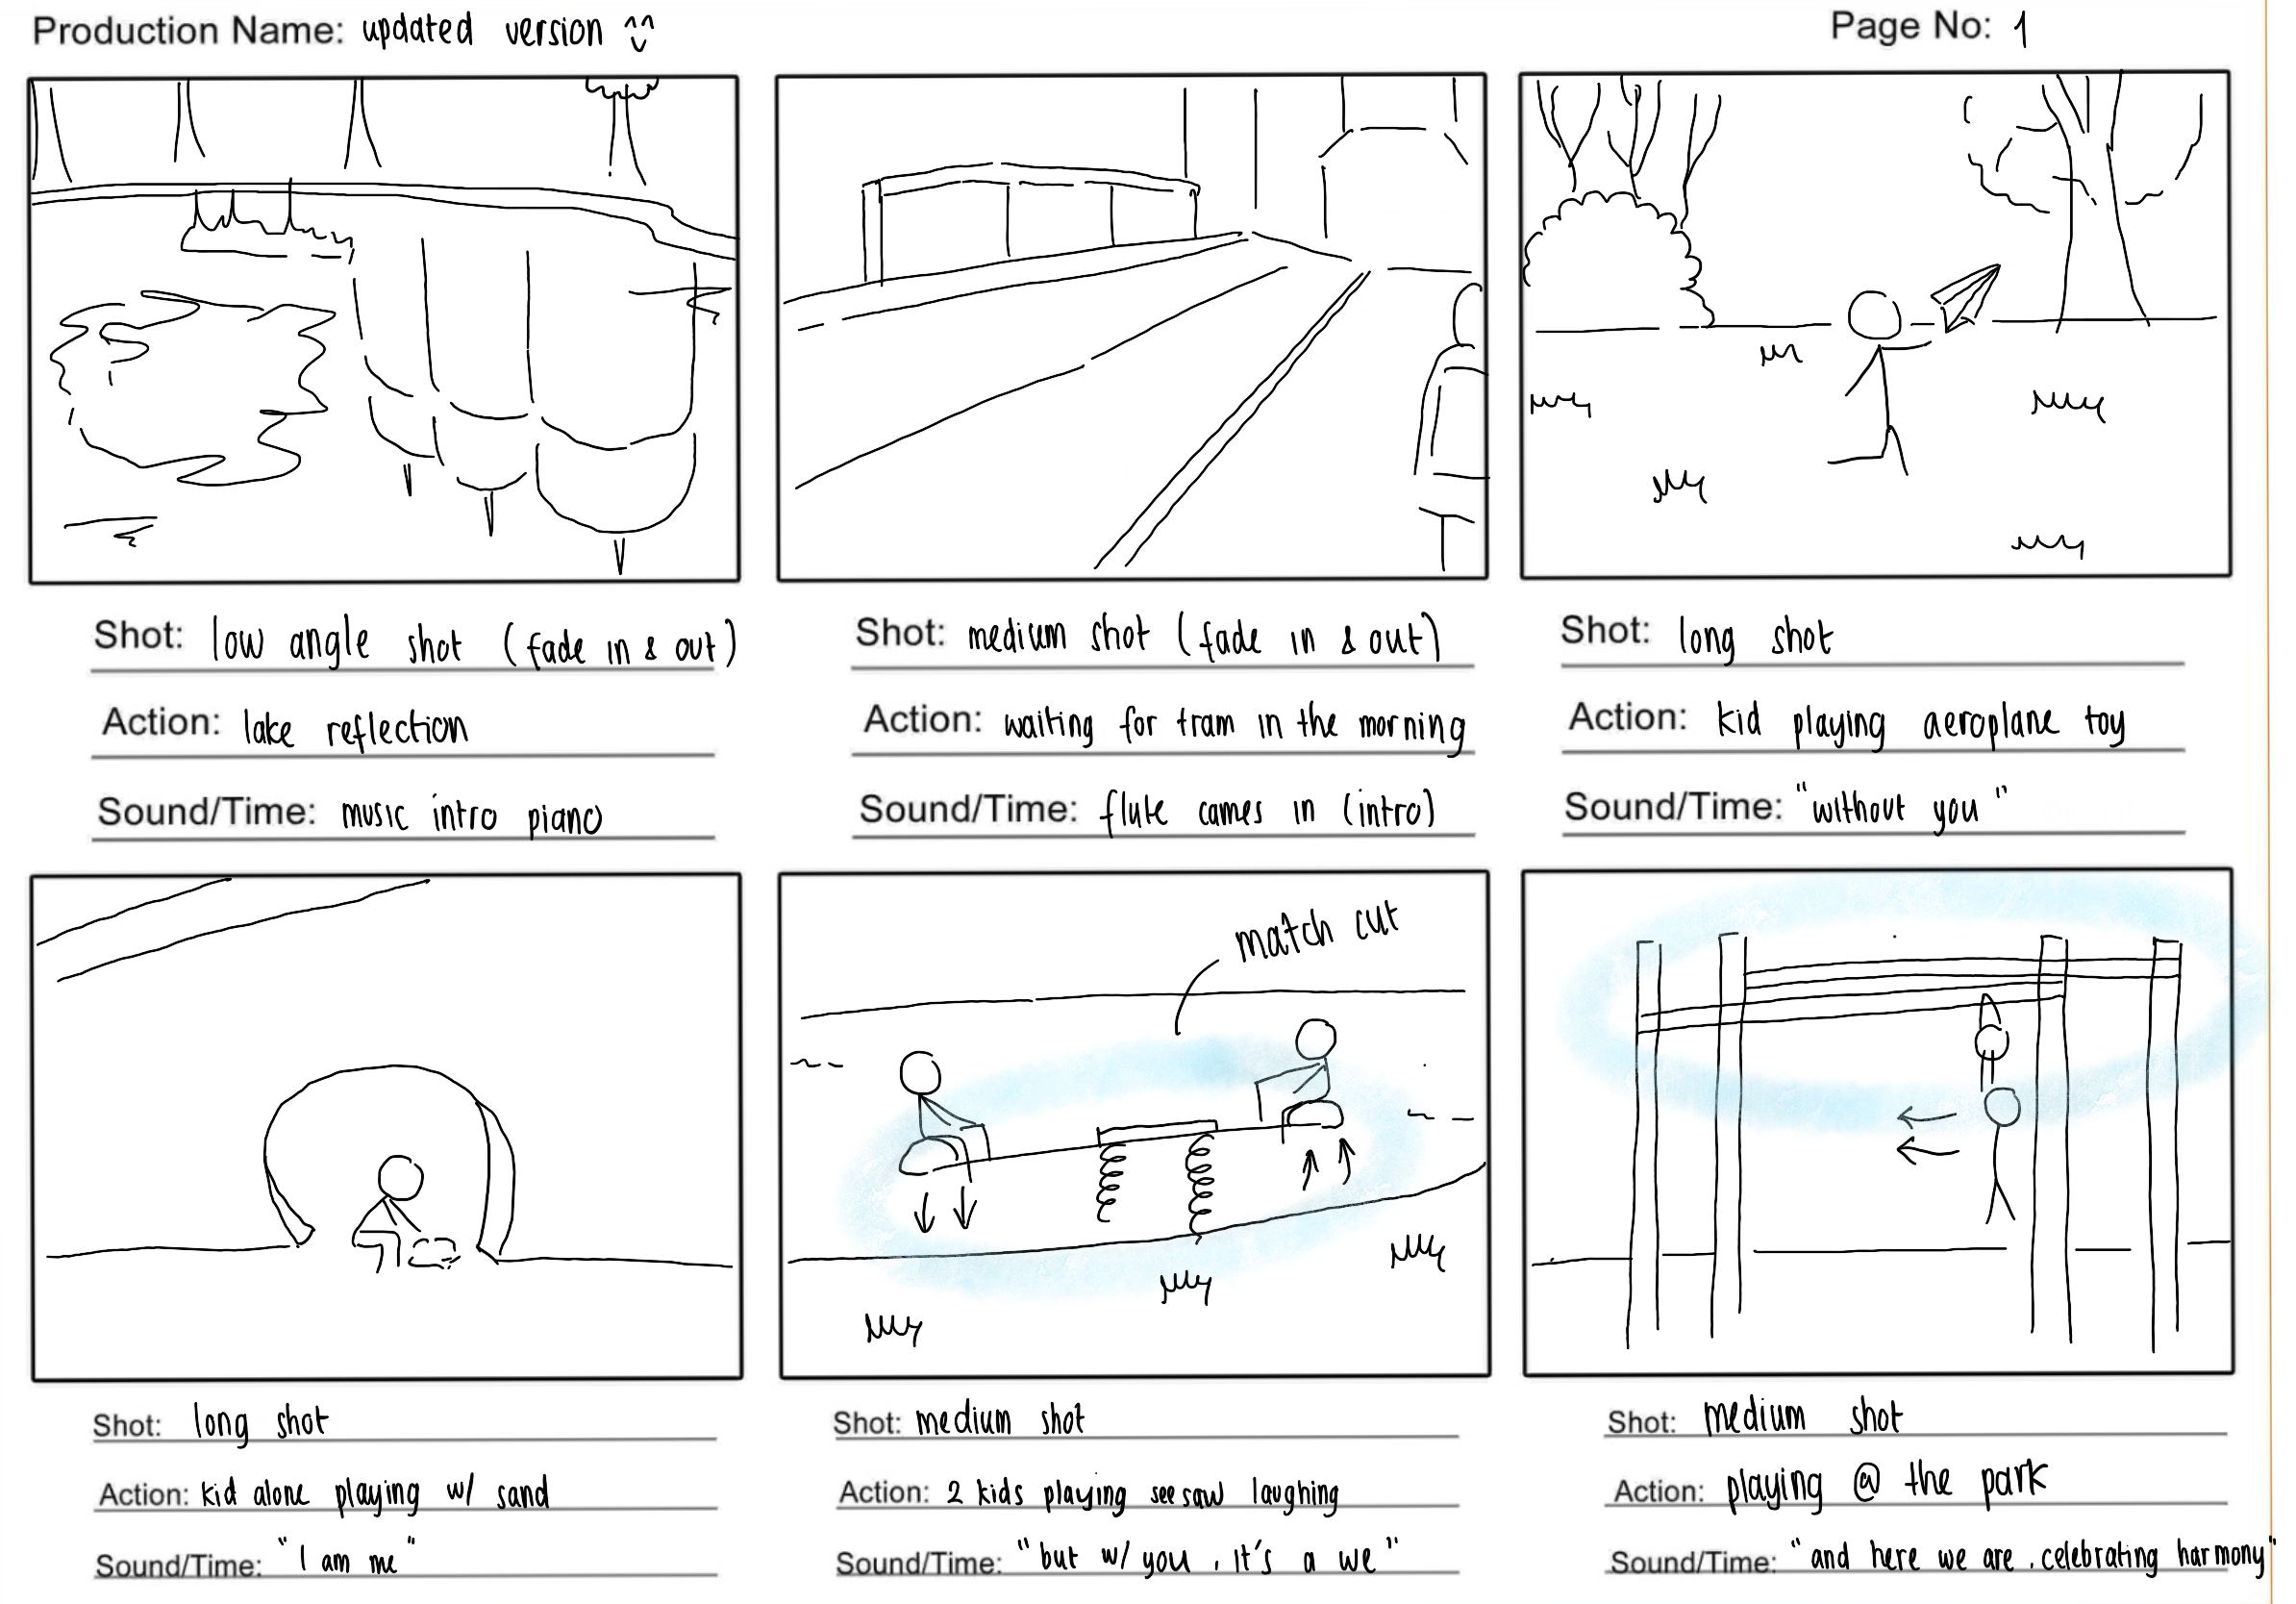 Production Name: updated version
Page No: 1
Shot: low angle shot (fade in & out)
Action: lake reflection
Sound/Time: music intro piano
Shot: medium shot (fade in & out)
Action: waiting for tram in the morning
Sound/Time: flute cames in (intro)
Shot: long shot
Action: kid playing aeroplane toy
Sound/Time: "without you"
Shot: long shot
Action: kid alone playing w/ sand
Sound/Time: "I am me"
match cut
Shot: medium shot
Action: 2 kids playing see saw laughing
Sound/Time: "but w/ you, it's a we"
Shot: medium shot
Action: playing @ the park
Sound/Time: "and here we are, celebrating harmony"